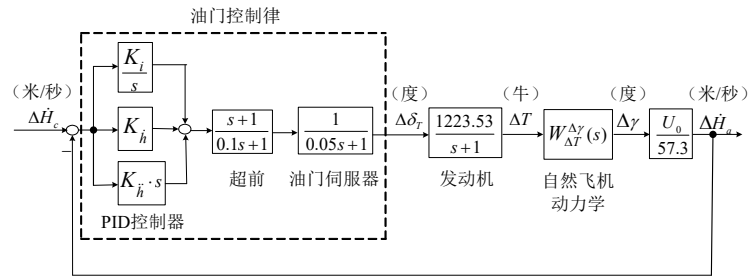 油门控制律
（米/秒）
ΔḢ_c
−
K_i
s
K_ḣ
K_ḧ · s
PID控制器
s+1
0.1s+1
超前
1
0.05s+1
油门伺服器
（度）
Δδ_T
1223.53
s+1
发动机
（牛）
ΔT
W_{ΔT}^{Δγ}(s)
自然飞机
动力学
（度）
Δγ
U_0
57.3
（米/秒）
ΔḢ_a